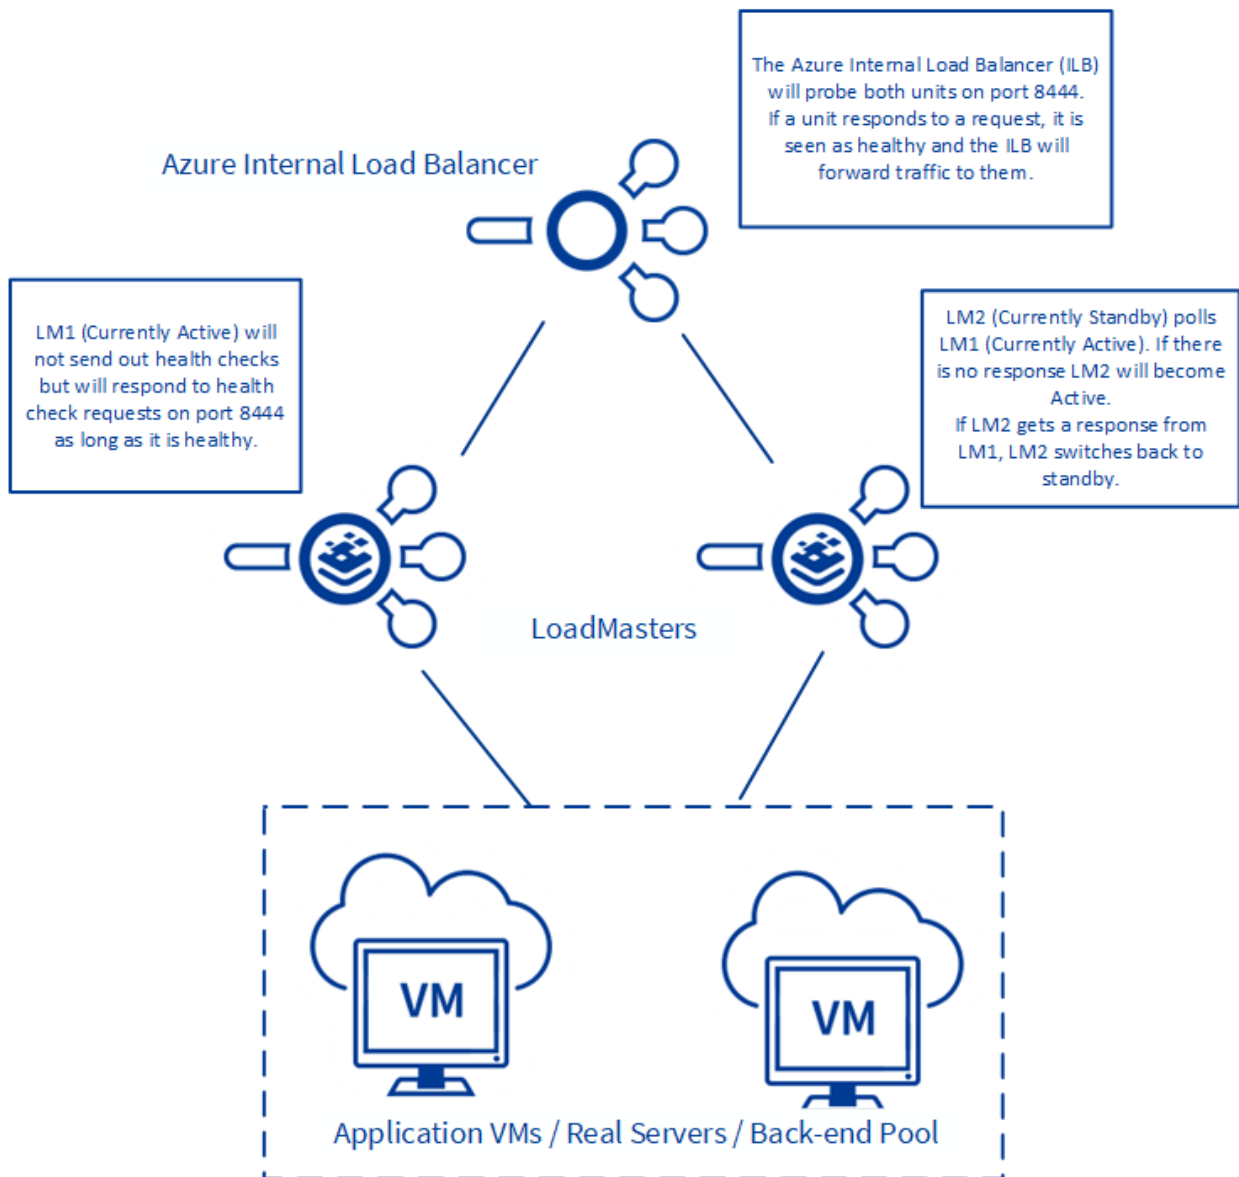 The Azure Internal Load Balancer (ILB)
will probe both units on port 8444.
If a unit responds to a request, it is
seen as healthy and the ILB will
forward traffic to them.
Azure Internal Load Balancer
LM1 (Currently Active) will
not send out health checks
but will respond to health
check requests on port 8444
as long as it is healthy.
LM2 (Currently Standby) polls
LM1 (Currently Active). If there
is no response LM2 will become
Active.
If LM2 gets a response from
LM1, LM2 switches back to
standby.
LoadMasters
VM
VM
Application VMs / Real Servers / Back-end Pool